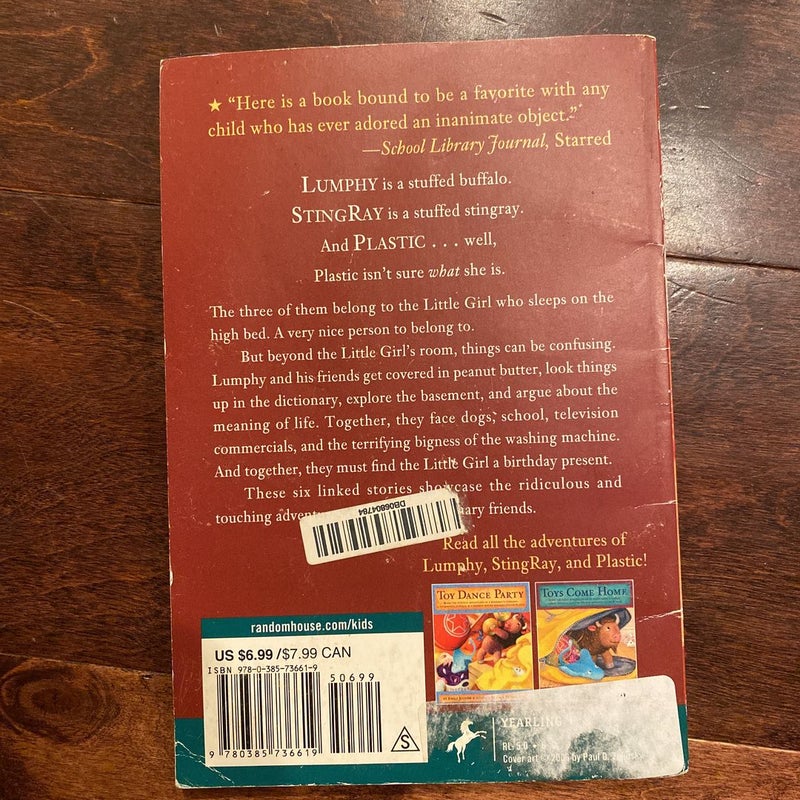 ★ “Here is a book bound to be a favorite with any
child who has ever adored an inanimate object.”
—School Library Journal, Starred
LUMPHY is a stuffed buffalo.
STINGRAY is a stuffed stingray.
And PLASTIC . . . well,
Plastic isn’t sure what she is.
The three of them belong to the Little Girl who sleeps on the
high bed. A very nice person to belong to.
But beyond the Little Girl’s room, things can be confusing.
Lumphy and his friends get covered in peanut butter, look things
up in the dictionary, explore the basement, and argue about the
meaning of life. Together, they face dogs, school, television
commercials, and the terrifying bigness of the washing machine.
And together, they must find the Little Girl a birthday present.
These six linked stories showcase the ridiculous and
touching friends.
DB06804784
Read all the adventures of
Lumphy, StingRay, and Plastic!
TOY DANCE PARTY
TOYS COME HOME
randomhouse.com/kids
US $6.99 / $7.99 CAN
ISBN 978-0-385-73661-9
50699
9 780385 736619
S
YEARLING
RL: 5.0
Cover art © by Paul O.